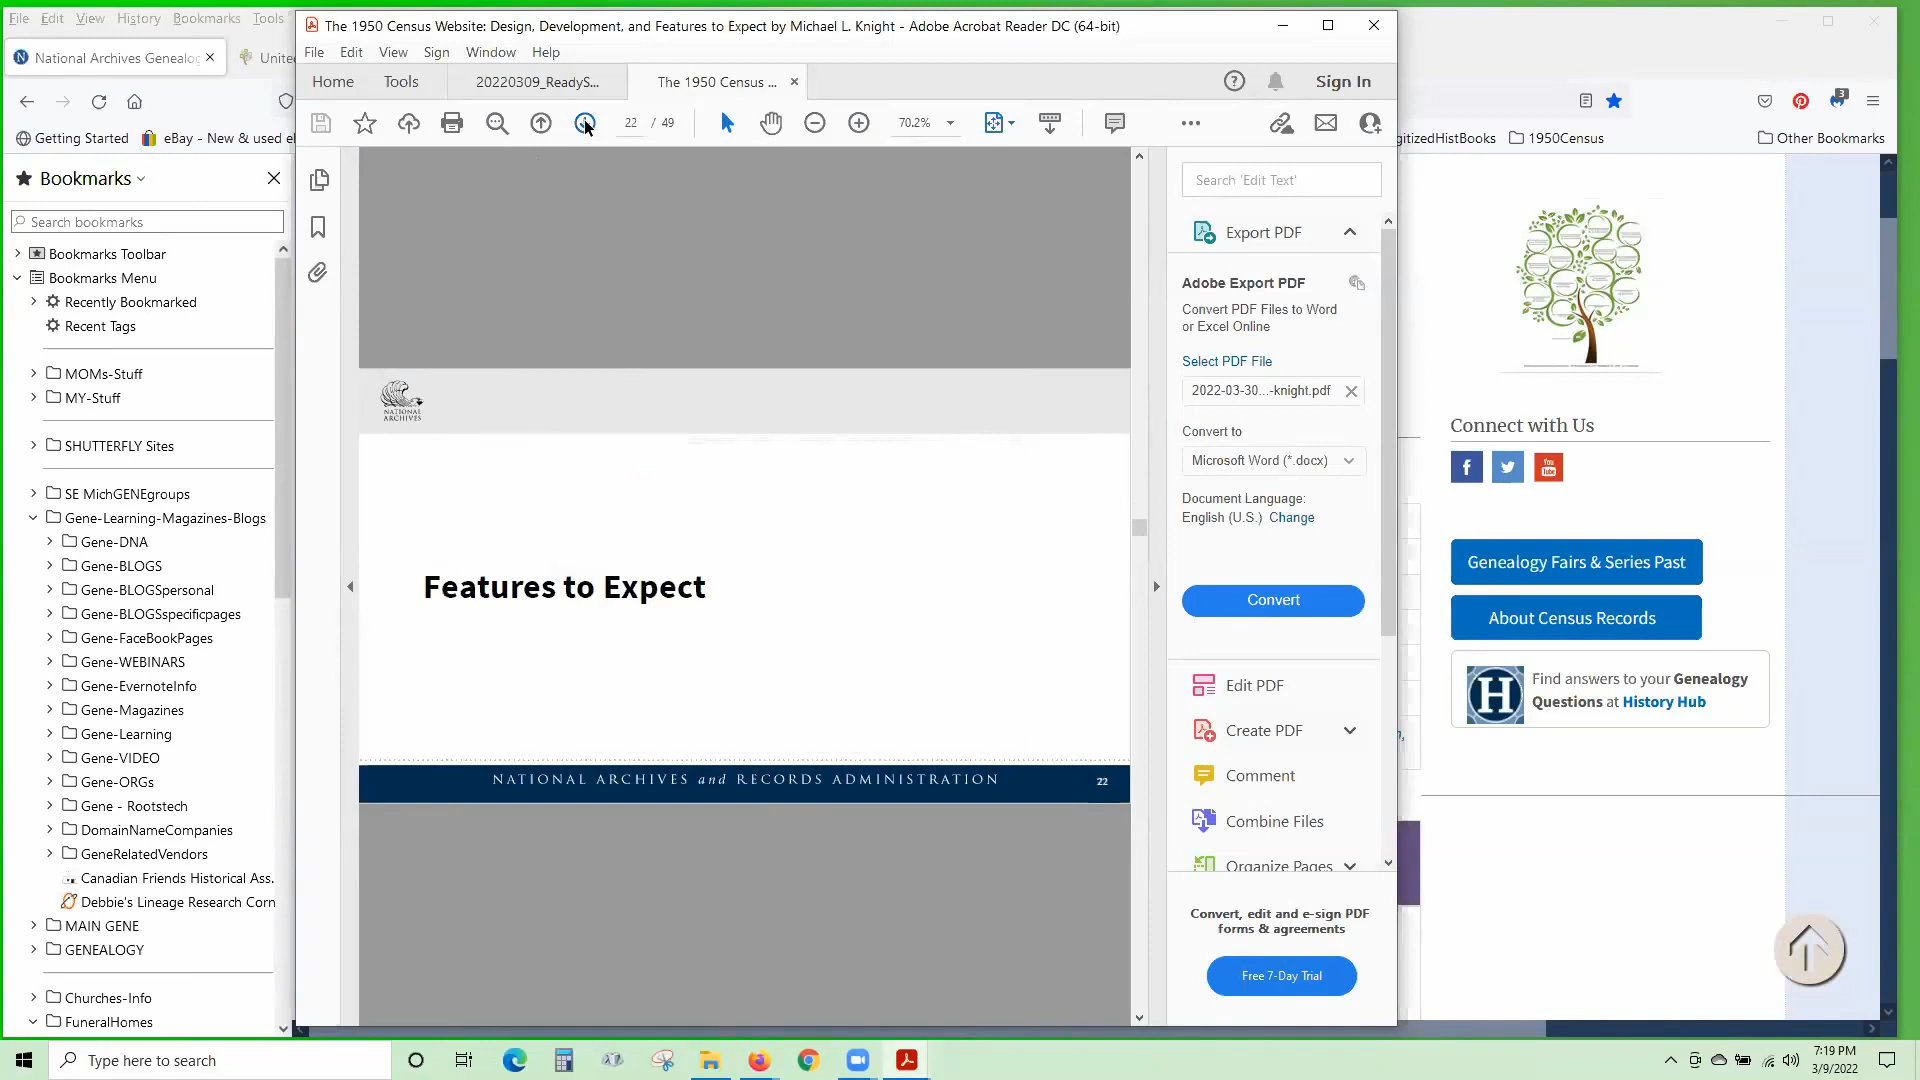 File Edit View History Bookmarks Tools
The 1950 Census Website: Design, Development, and Features to Expect by Michael L. Knight - Adobe Acrobat Reader DC (64-bit)
National Archives Genealo
Unite
File Edit View Sign Window Help
Home Tools 20220309_ReadyS... The 1950 Census ... Sign In
22 / 49 70.2%
3
Getting Started eBay - New & used el
gitizedHistBooks 1950Census Other Bookmarks
Bookmarks
Search bookmarks
Bookmarks Toolbar
Bookmarks Menu
Recently Bookmarked
Recent Tags
MOMs-Stuff
MY-Stuff
SHUTTERFLY Sites
SE MichGENEgroups
Gene-Learning-Magazines-Blogs
Gene-DNA
Gene-BLOGS
Gene-BLOGSpersonal
Gene-BLOGSspecificpages
Gene-FaceBookPages
Gene-WEBINARS
Gene-EvernoteInfo
Gene-Magazines
Gene-Learning
Gene-VIDEO
Gene-ORGs
Gene - Rootstech
DomainNameCompanies
GeneRelatedVendors
Canadian Friends Historical Ass.
Debbie's Lineage Research Corn
MAIN GENE
GENEALOGY
Churches-Info
FuneralHomes
NATIONAL
ARCHIVES
Features to Expect
NATIONAL ARCHIVES and RECORDS ADMINISTRATION 22
Search 'Edit Text'
Export PDF
Adobe Export PDF
Convert PDF Files to Word
or Excel Online
Select PDF File
2022-03-30...-knight.pdf
Convert to
Microsoft Word (*.docx)
Document Language:
English (U.S.) Change
Convert
Edit PDF
Create PDF
Comment
Combine Files
Organize Pages
Convert, edit and e-sign PDF
forms & agreements
Free 7-Day Trial
Connect with Us
You
Tube
Genealogy Fairs & Series Past
About Census Records
H
Find answers to your Genealogy
Questions at History Hub
Type here to search
7:19 PM
3/9/2022